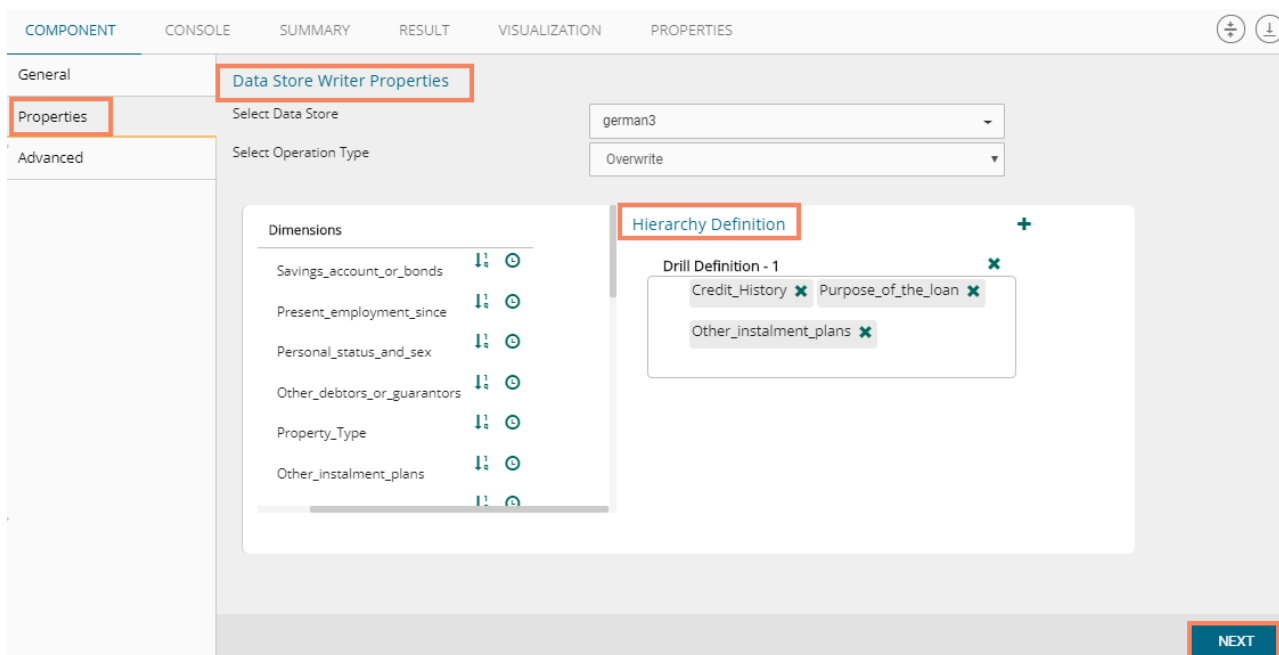 COMPONENT CONSOLE SUMMARY RESULT VISUALIZATION PROPERTIES
General
Properties
Advanced
Data Store Writer Properties
Select Data Store german3
Select Operation Type Overwrite
Dimensions
Savings_account_or_bonds
Present_employment_since
Personal_status_and_sex
Other_debtors_or_guarantors
Property_Type
Other_instalment_plans
Hierarchy Definition
Drill Definition - 1
Credit_History Purpose_of_the_loan
Other_instalment_plans
NEXT